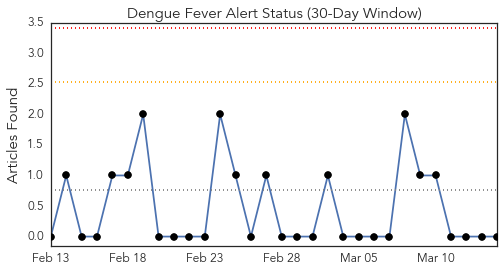 Dengue Fever Alert Status (30-Day Window)
3.5
3.0
2.5
2.0
1.5
1.0
0.5
0.0
Articles Found
Feb 13 Feb 18 Feb 23 Feb 28 Mar 05 Mar 10